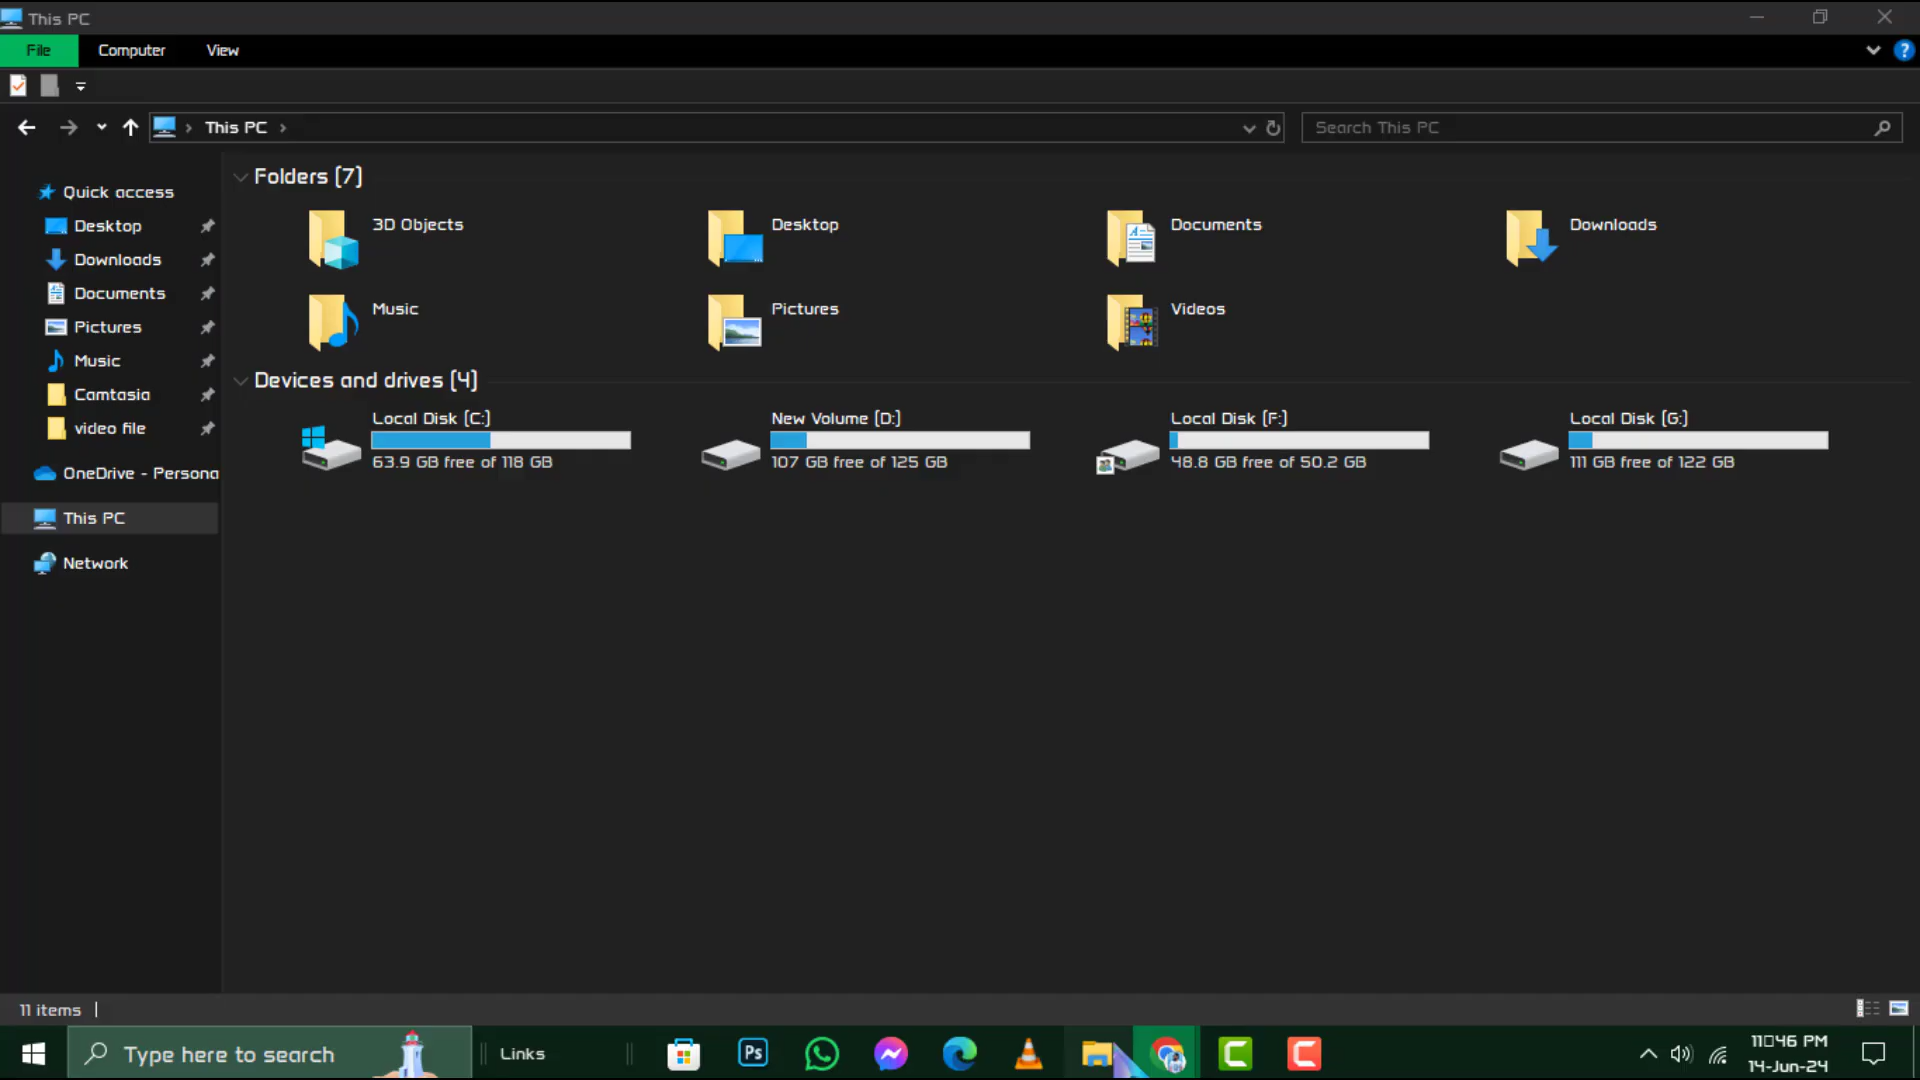 This PC
File Computer View
This PC
Search This PC
Quick access
Desktop
Downloads
Documents
Pictures
Music
Camtasia
video file
OneDrive - Persona
This PC
Network
Folders (7)
3D Objects
Desktop
Documents
Downloads
Music
Pictures
Videos
Devices and drives (4)
Local Disk (C:)
63.9 GB free of 118 GB
New Volume (D:)
107 GB free of 125 GB
Local Disk (F:)
48.8 GB free of 50.2 GB
Local Disk (G:)
111 GB free of 122 GB
11 items
Type here to search
Links
Ps
11□46 PM
14-Jun-24